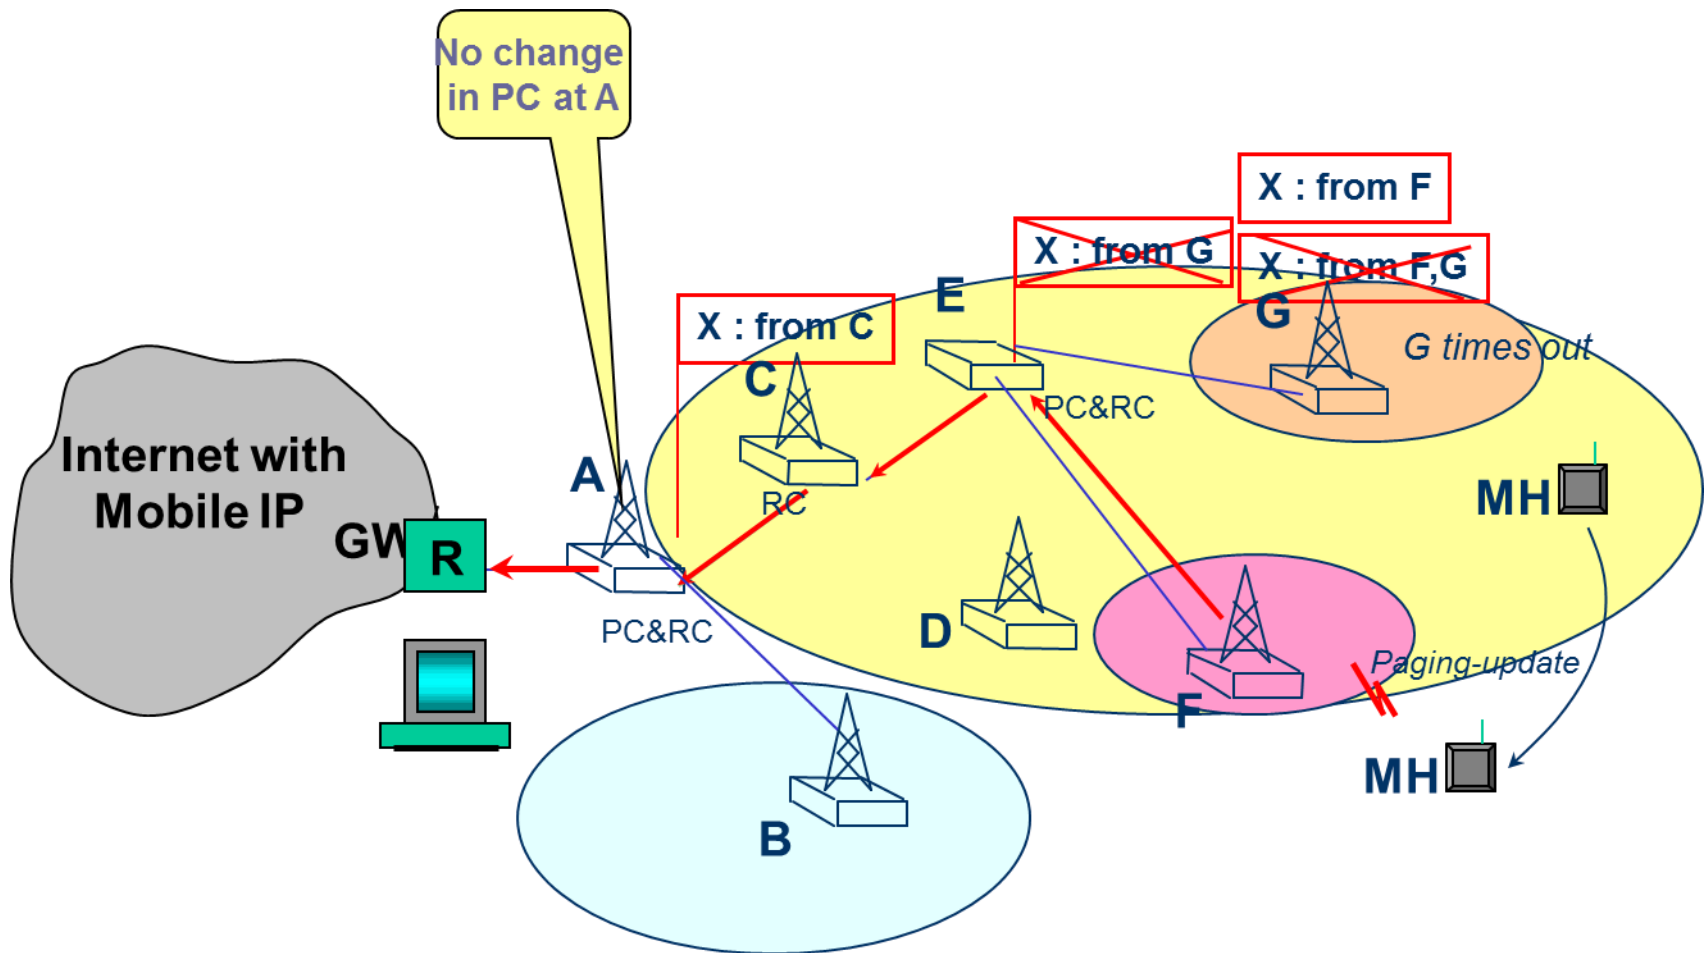 No change
in PC at A
X : from F
X : from G
X : from F,G
E
G
X : from C
G times out
C
PC&RC
Internet with
Mobile IP
A
RC
MH
GW
R
D
PC&RC
Paging-update
F
MH
B